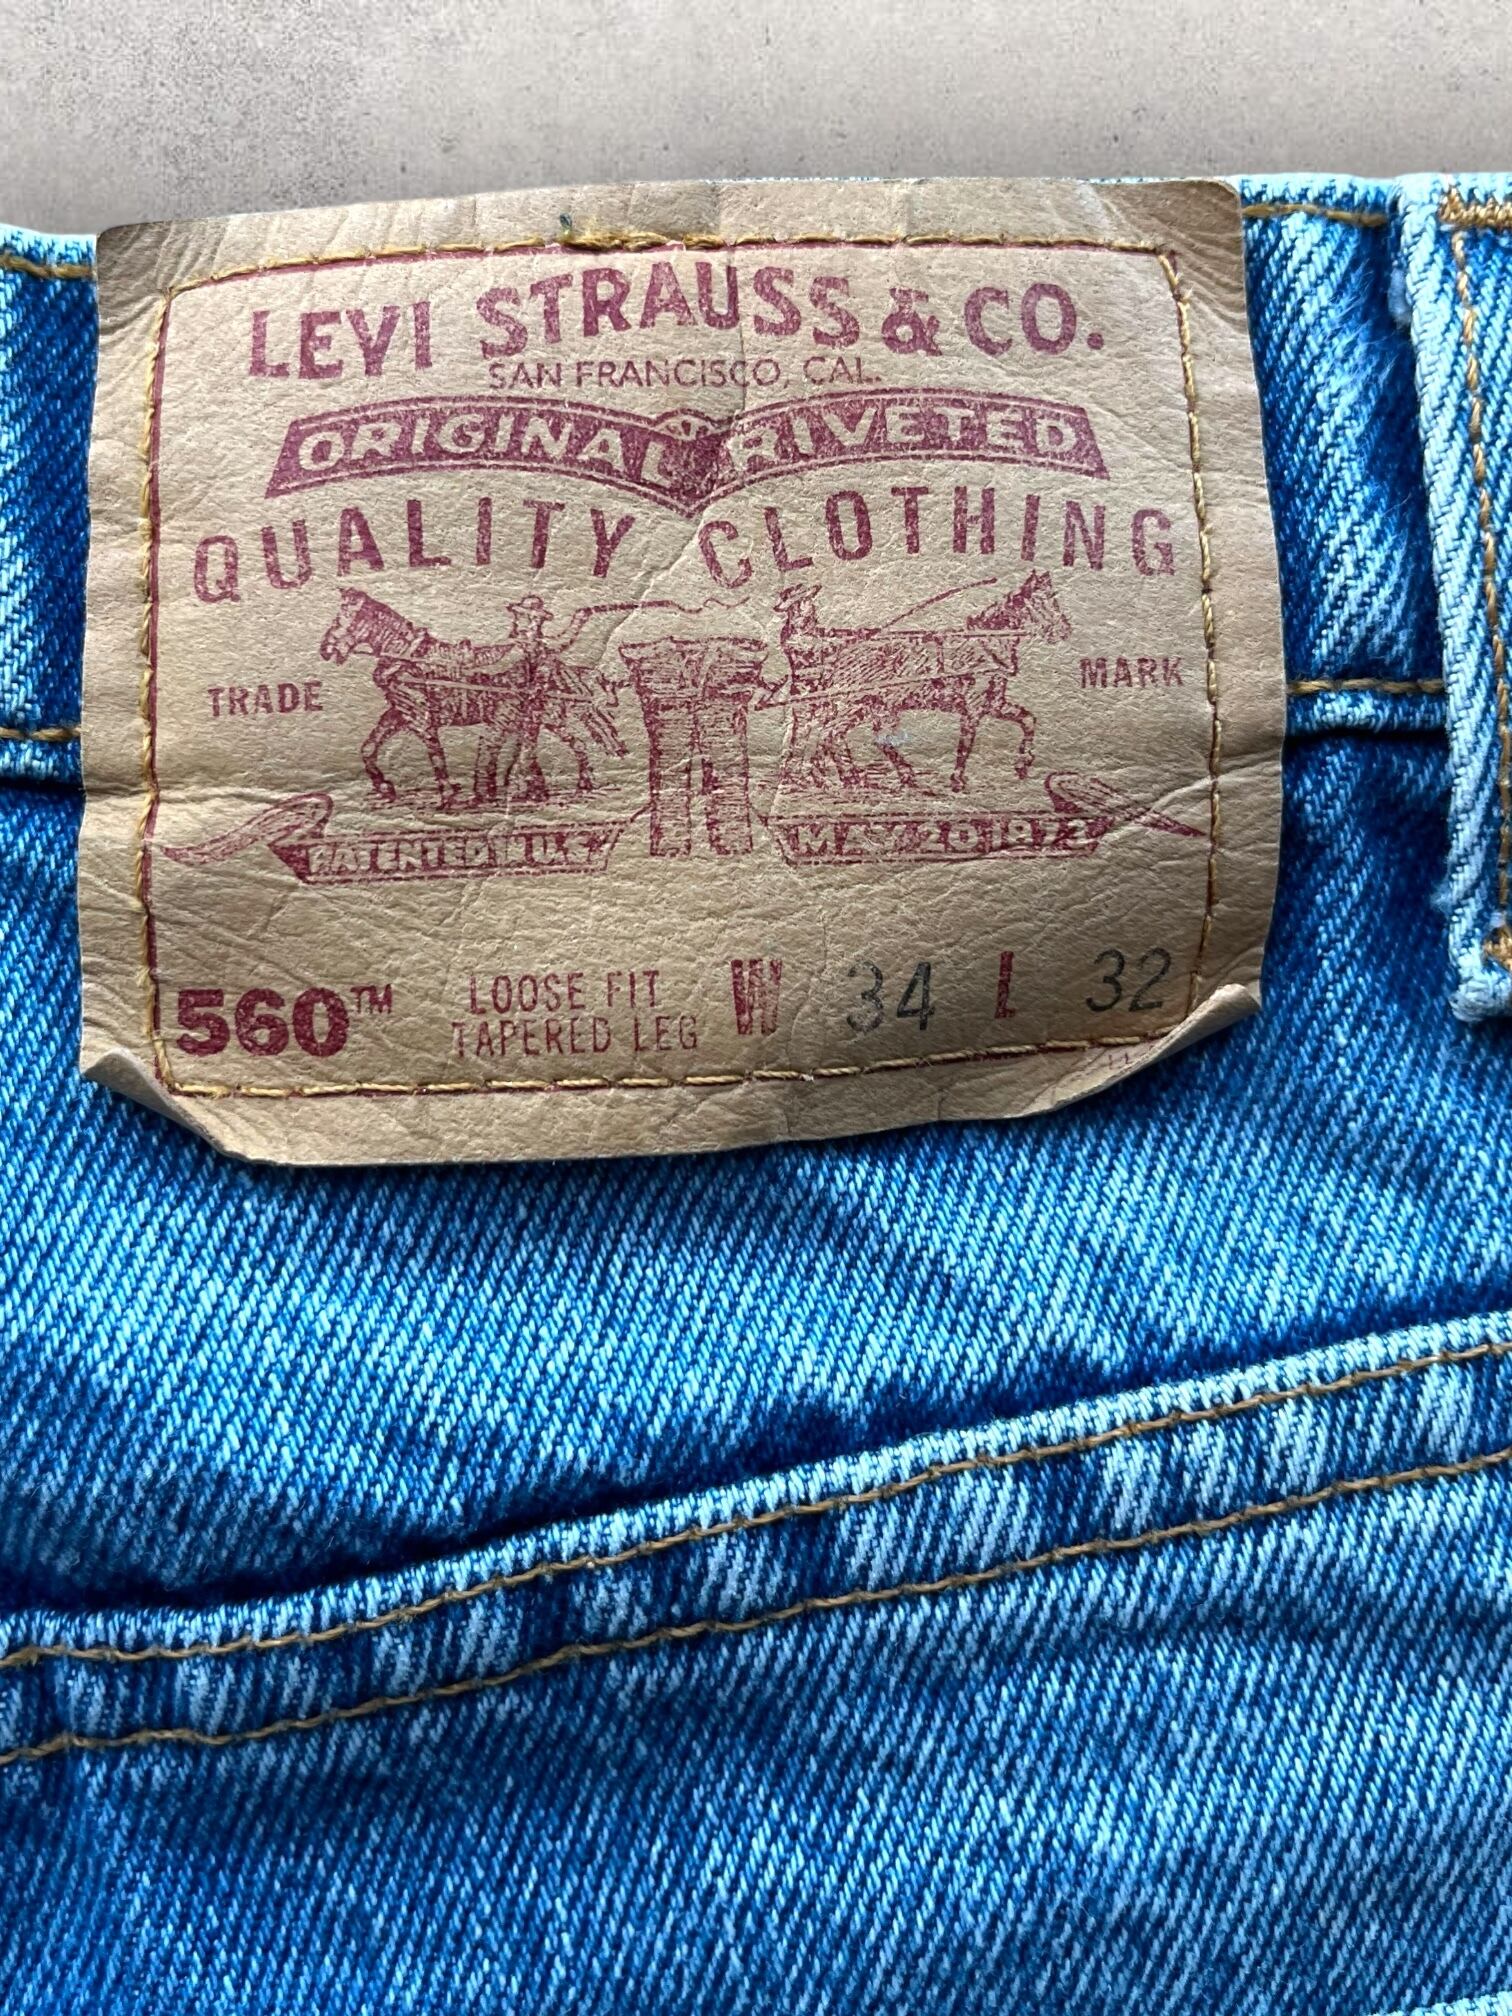 LEVI STRAUSS & CO.
SAN FRANCISCO, CAL.
ORIGINAL RIVETED
QUALITY CLOTHING
TRADE MARK
PATENTED IN U.S. MAY 20 1873
560™ LOOSE FIT W 34 L 32
TAPERED LEG